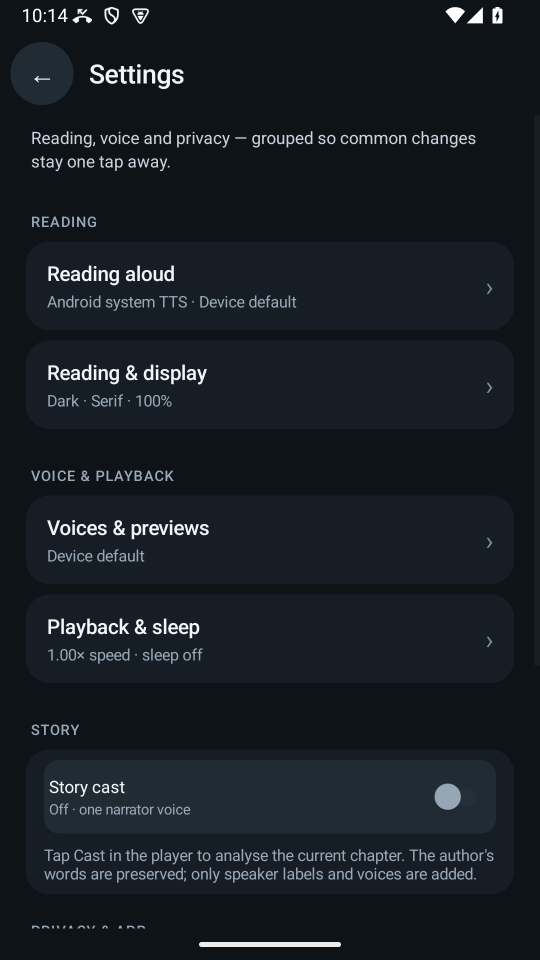 10:14
← Settings
Reading, voice and privacy — grouped so common changes
stay one tap away.
READING
Reading aloud
Android system TTS · Device default
Reading & display
Dark · Serif · 100%
VOICE & PLAYBACK
Voices & previews
Device default
Playback & sleep
1.00× speed · sleep off
STORY
Story cast
Off · one narrator voice
Tap Cast in the player to analyse the current chapter. The author's
words are preserved; only speaker labels and voices are added.
PRIVACY & APP